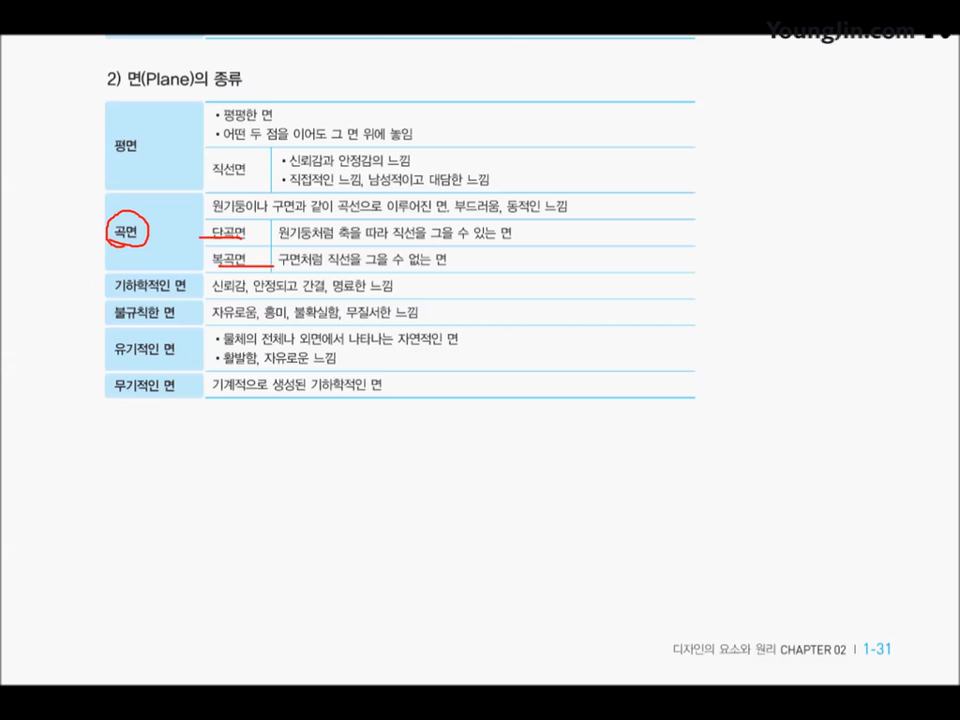 YoungJin.com
2) 면(Plane)의 종류
평면
• 평평한 면
• 어떤 두 점을 이어도 그 면 위에 놓임
직선면
• 신뢰감과 안정감의 느낌
• 직접적인 느낌, 남성적이고 대담한 느낌
곡면
원기둥이나 구면과 같이 곡선으로 이루어진 면, 부드러움, 동적인 느낌
단곡면
원기둥처럼 축을 따라 직선을 그을 수 있는 면
복곡면
구면처럼 직선을 그을 수 없는 면
기하학적인 면
신뢰감, 안정되고 간결, 명료한 느낌
불규칙한 면
자유로움, 흥미, 불확실함, 무질서한 느낌
유기적인 면
• 물체의 전체나 외면에서 나타나는 자연적인 면
• 활발함, 자유로운 느낌
무기적인 면
기계적으로 생성된 기하학적인 면
디자인의 요소와 원리 CHAPTER 02 | 1-31